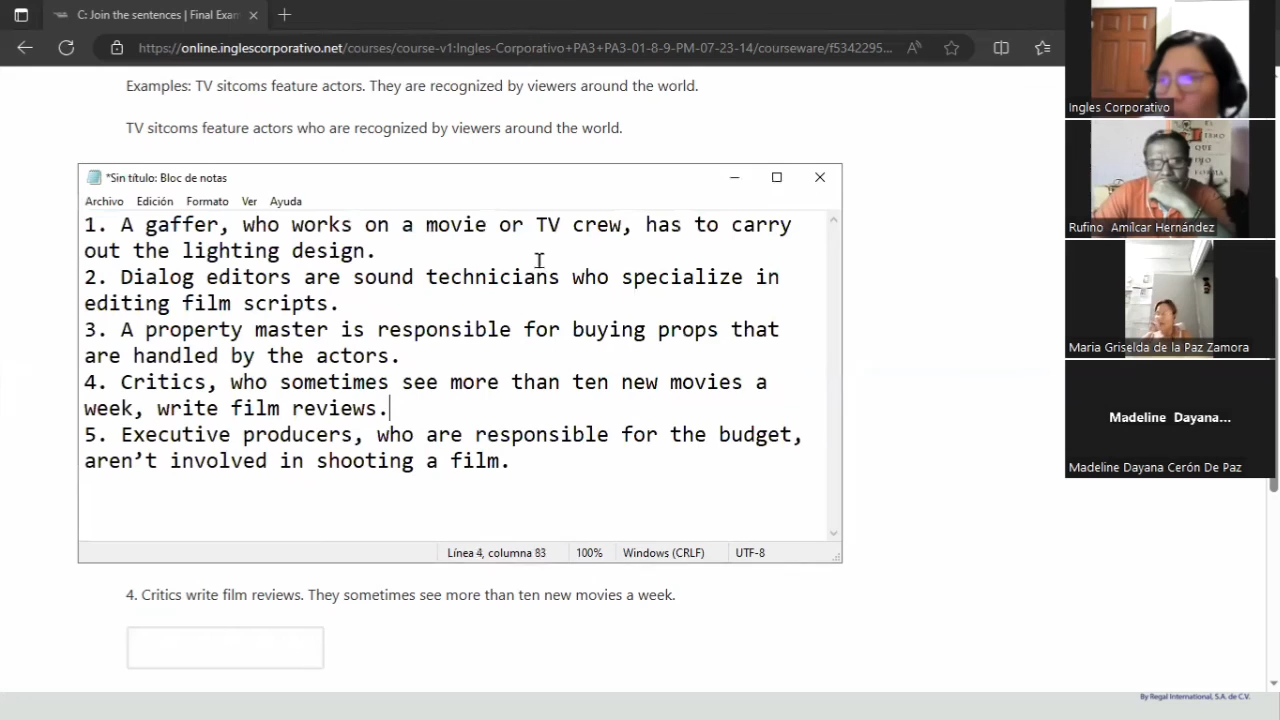 C: Join the sentences | Final Exam
https://online.inglescorporativo.net/courses/course-v1:Ingles-Corporativo+PA3+PA3-01-8-9-PM-07-23-14/courseware/f5342295...
Examples: TV sitcoms feature actors. They are recognized by viewers around the world.
TV sitcoms feature actors who are recognized by viewers around the world.
*Sin título: Bloc de notas
Archivo Edición Formato Ver Ayuda
1. A gaffer, who works on a movie or TV crew, has to carry
out the lighting design.
2. Dialog editors are sound technicians who specialize in
editing film scripts.
3. A property master is responsible for buying props that
are handled by the actors.
4. Critics, who sometimes see more than ten new movies a
week, write film reviews.
5. Executive producers, who are responsible for the budget,
aren’t involved in shooting a film.
Línea 4, columna 83 100% Windows (CRLF) UTF-8
4. Critics write film reviews. They sometimes see more than ten new movies a week.
By Regal International, S.A. de C.V.
Ingles Corporativo
EL
QUE
Rufino Amílcar Hernández
Maria Griselda de la Paz Zamora
Madeline Dayana...
Madeline Dayana Cerón De Paz